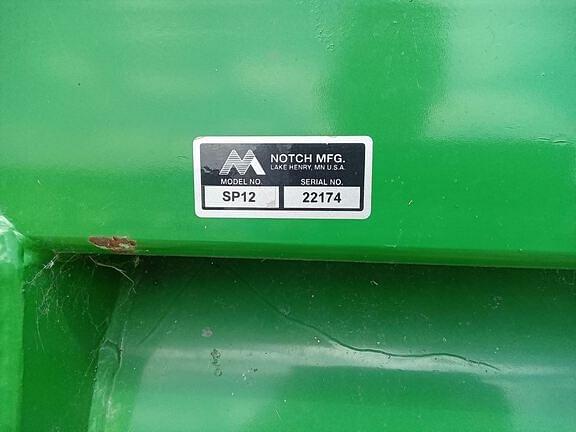 NOTCH MFG.
LAKE HENRY, MN U.S.A.
MODEL NO. SERIAL NO.
SP12 22174